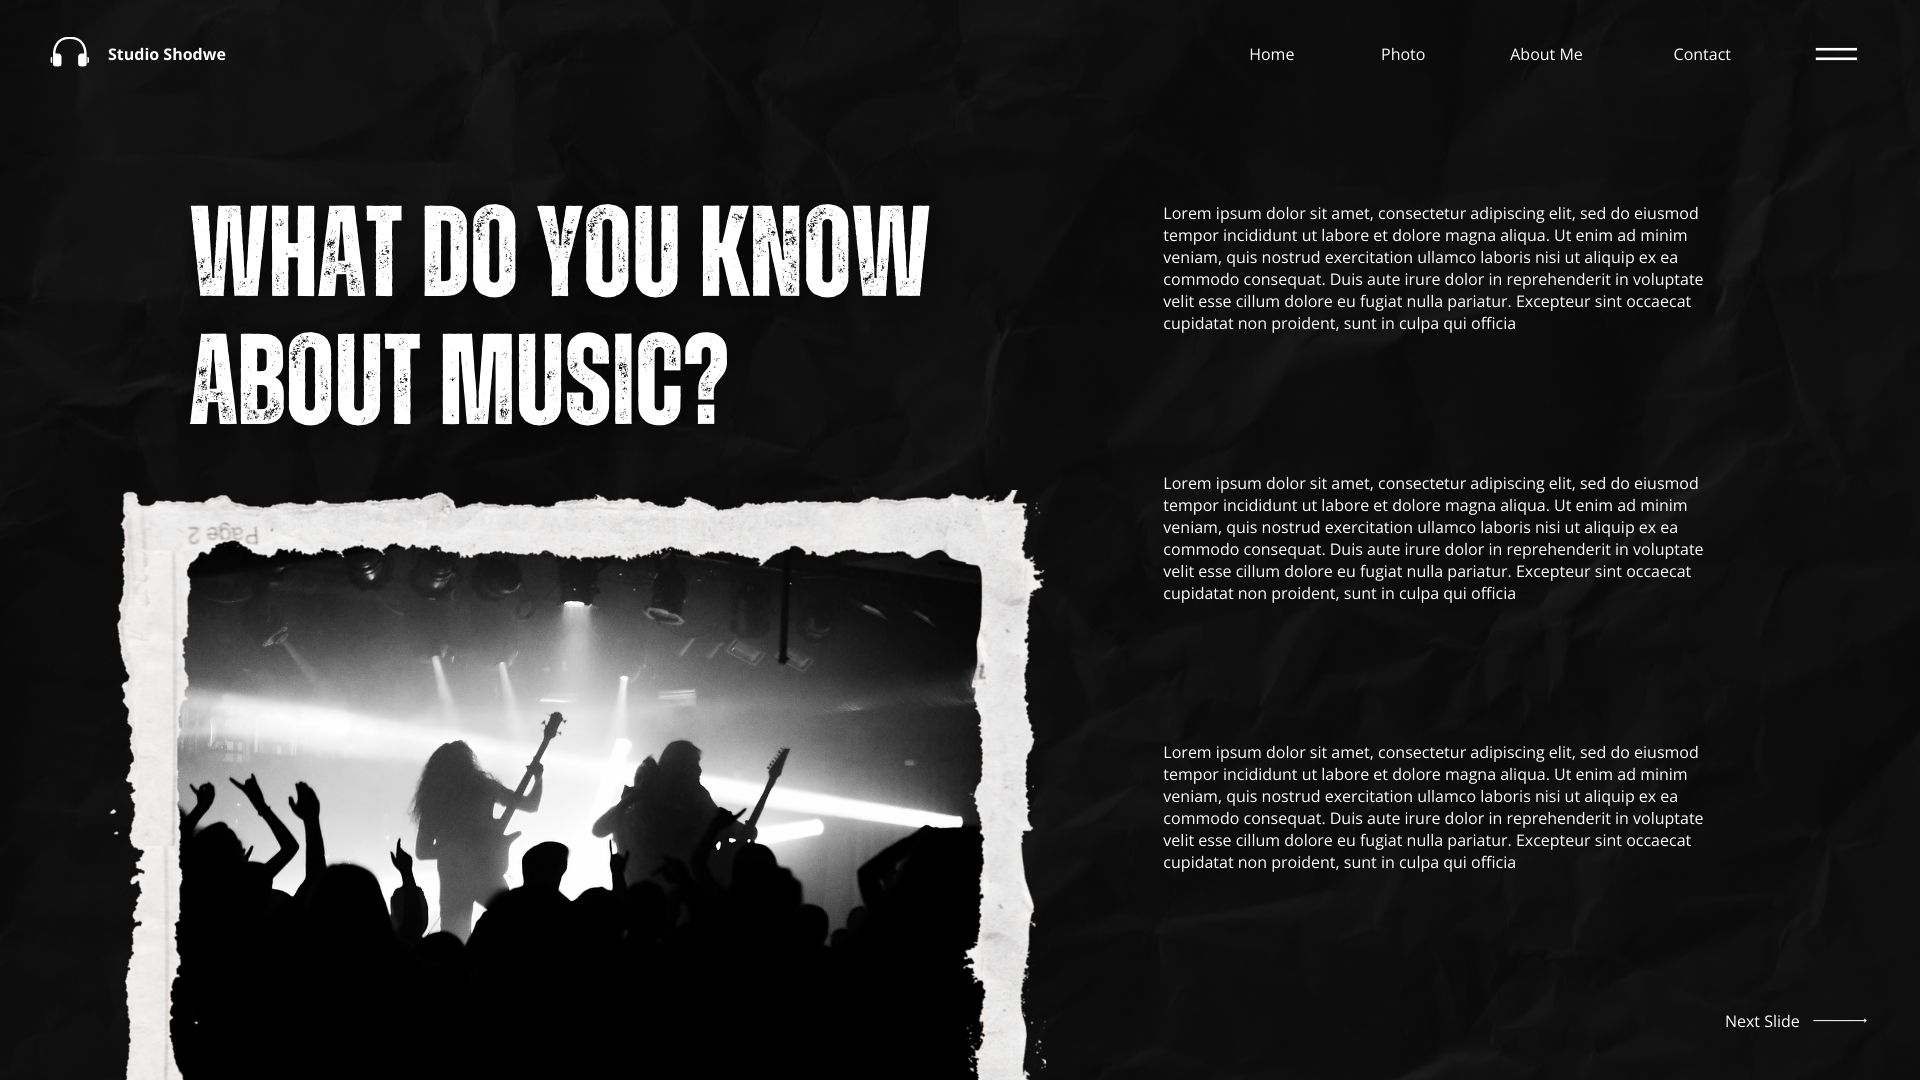 Studio Shodwe
Home
Photo
About Me
Contact
WHAT DO YOU KNOW
ABOUT MUSIC?
Lorem ipsum dolor sit amet, consectetur adipiscing elit, sed do eiusmod
tempor incididunt ut labore et dolore magna aliqua. Ut enim ad minim
veniam, quis nostrud exercitation ullamco laboris nisi ut aliquip ex ea
commodo consequat. Duis aute irure dolor in reprehenderit in voluptate
velit esse cillum dolore eu fugiat nulla pariatur. Excepteur sint occaecat
cupidatat non proident, sunt in culpa qui officia
Lorem ipsum dolor sit amet, consectetur adipiscing elit, sed do eiusmod
tempor incididunt ut labore et dolore magna aliqua. Ut enim ad minim
veniam, quis nostrud exercitation ullamco laboris nisi ut aliquip ex ea
commodo consequat. Duis aute irure dolor in reprehenderit in voluptate
velit esse cillum dolore eu fugiat nulla pariatur. Excepteur sint occaecat
cupidatat non proident, sunt in culpa qui officia
Page 2
Lorem ipsum dolor sit amet, consectetur adipiscing elit, sed do eiusmod
tempor incididunt ut labore et dolore magna aliqua. Ut enim ad minim
veniam, quis nostrud exercitation ullamco laboris nisi ut aliquip ex ea
commodo consequat. Duis aute irure dolor in reprehenderit in voluptate
velit esse cillum dolore eu fugiat nulla pariatur. Excepteur sint occaecat
cupidatat non proident, sunt in culpa qui officia
Next Slide